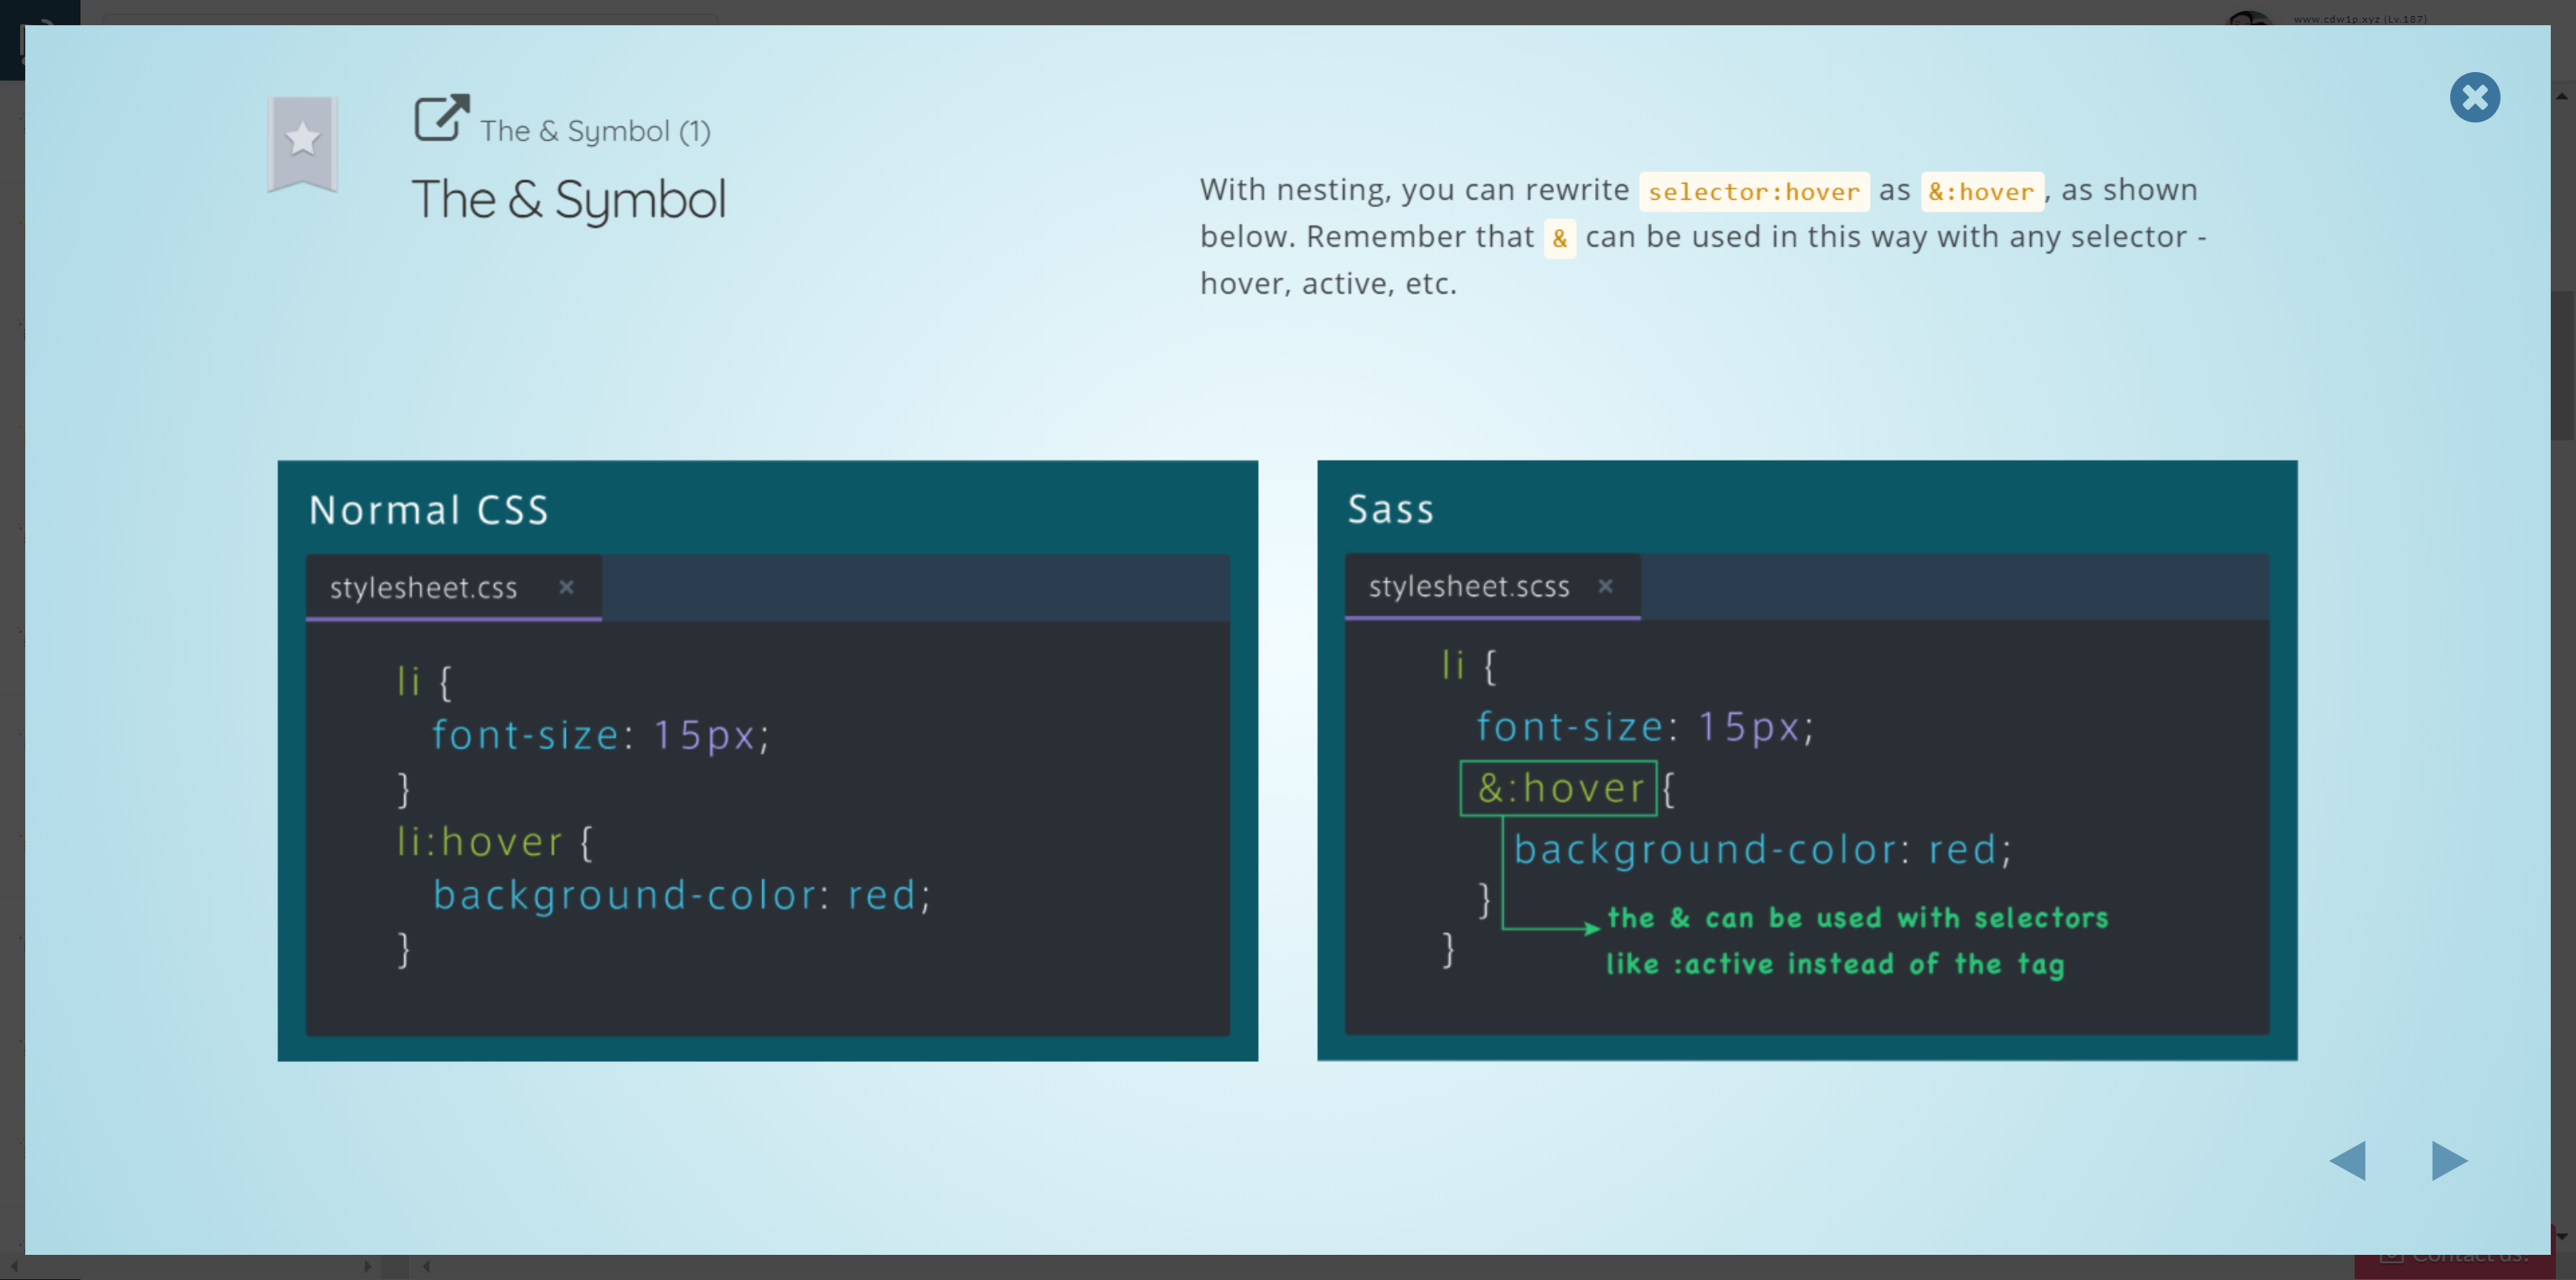 www.cdw1p.xyz (Lv.187)
The & Symbol (1)
The & Symbol
With nesting, you can rewrite selector:hover as &:hover, as shown
below. Remember that & can be used in this way with any selector -
hover, active, etc.
Normal CSS
stylesheet.css ×
li {
font-size: 15px;
}
li:hover {
background-color: red;
}
Sass
stylesheet.scss ×
li {
font-size: 15px;
&:hover {
background-color: red;
}
the & can be used with selectors
like :active instead of the tag
}
Contact us!